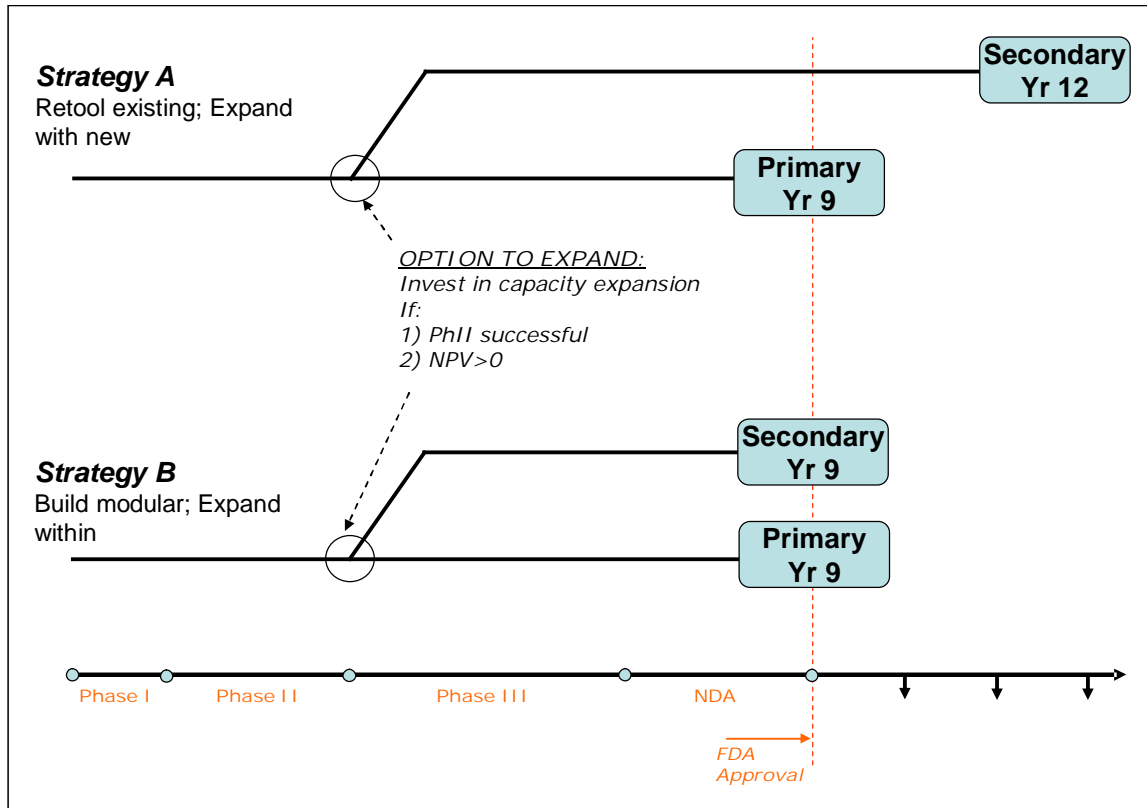 Strategy A
Retool existing; Expand
with new
Secondary
Yr 12
Primary
Yr 9
OPTION TO EXPAND:
Invest in capacity expansion
If:
1) PhII successful
2) NPV>0
Strategy B
Build modular; Expand
within
Secondary
Yr 9
Primary
Yr 9
Phase I
Phase II
Phase III
NDA
FDA
Approval